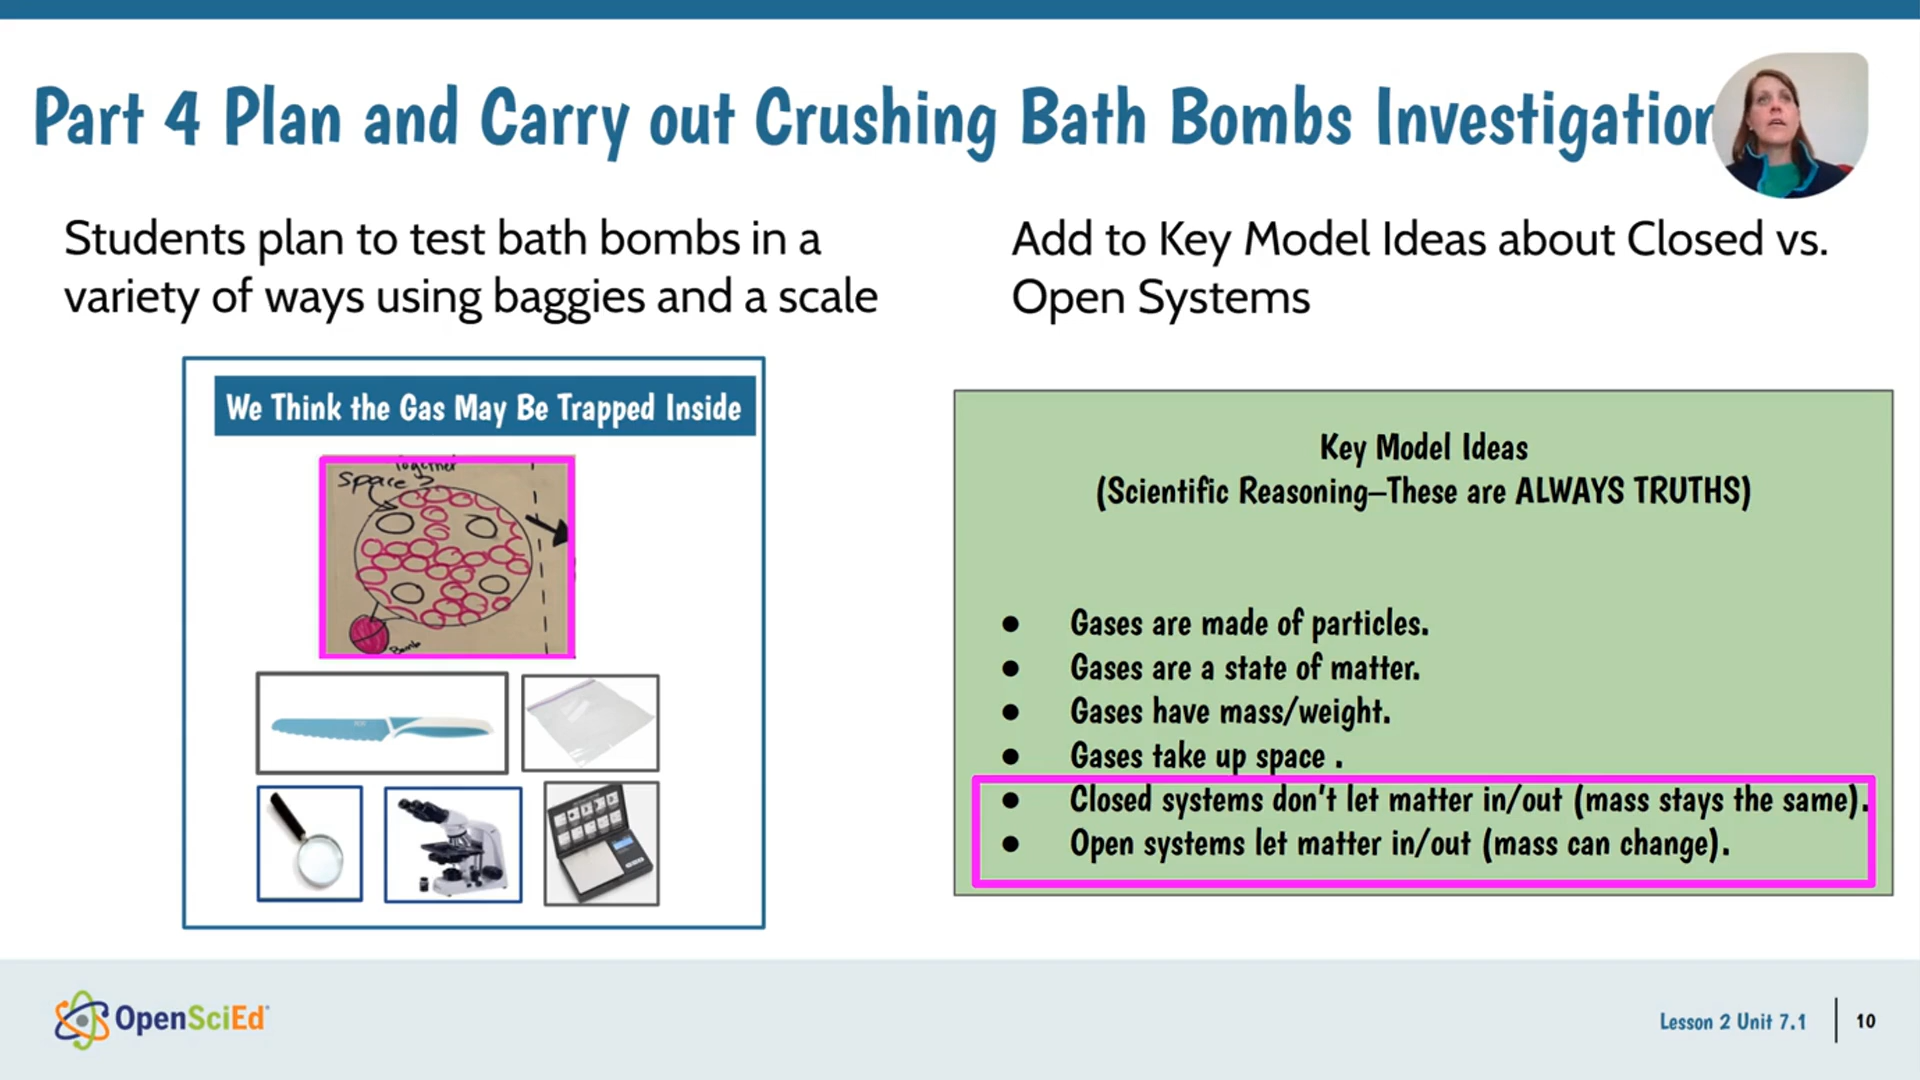 Part 4 Plan and Carry out Crushing Bath Bombs Investigation
Students plan to test bath bombs in a
variety of ways using baggies and a scale
We Think the Gas May Be Trapped Inside
Together
Space?
Bomb
Add to Key Model Ideas about Closed vs.
Open Systems
Key Model Ideas
(Scientific Reasoning–These are ALWAYS TRUTHS)
● Gases are made of particles.
● Gases are a state of matter.
● Gases have mass/weight.
● Gases take up space .
● Closed systems don't let matter in/out (mass stays the same).
● Open systems let matter in/out (mass can change).
OpenSciEd
Lesson 2 Unit 7.1 | 10